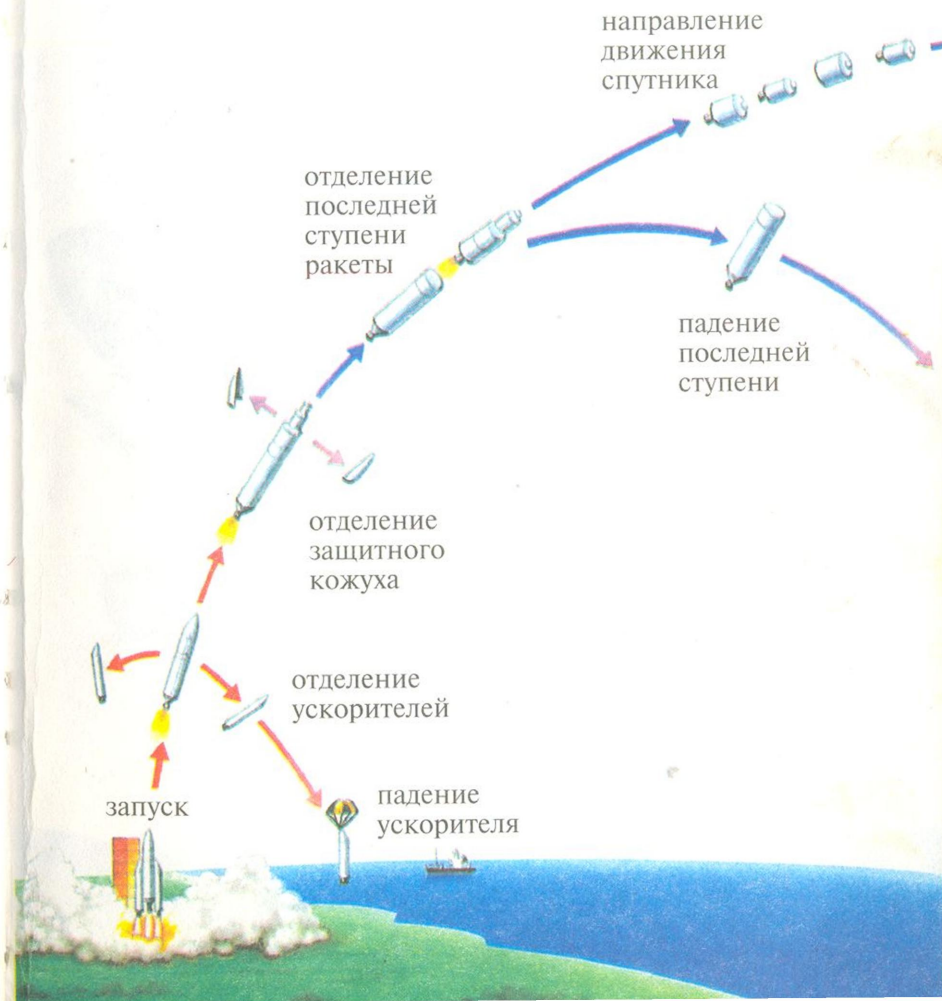 направление
движения
спутника
отделение
последней
ступени
ракеты
падение
последней
ступени
отделение
защитного
кожуха
отделение
ускорителей
запуск
падение
ускорителя